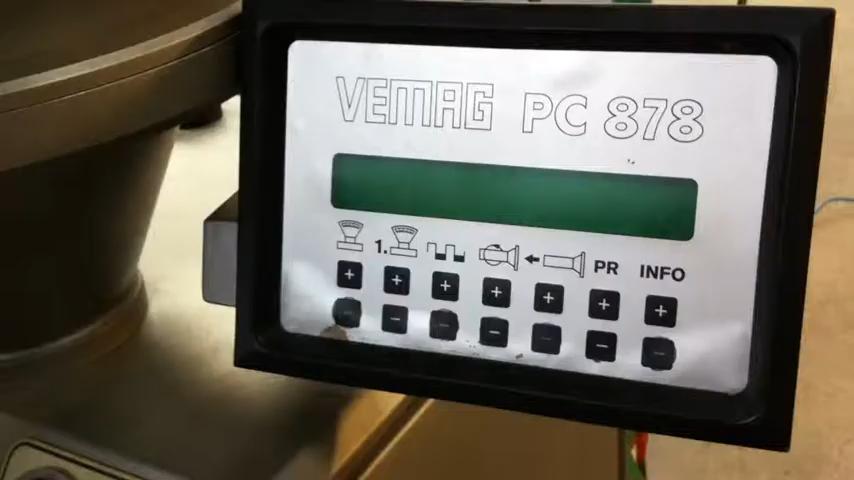 VEMAG PC 878
1.
PR INFO
+ + + + + + +
− − − − − − −